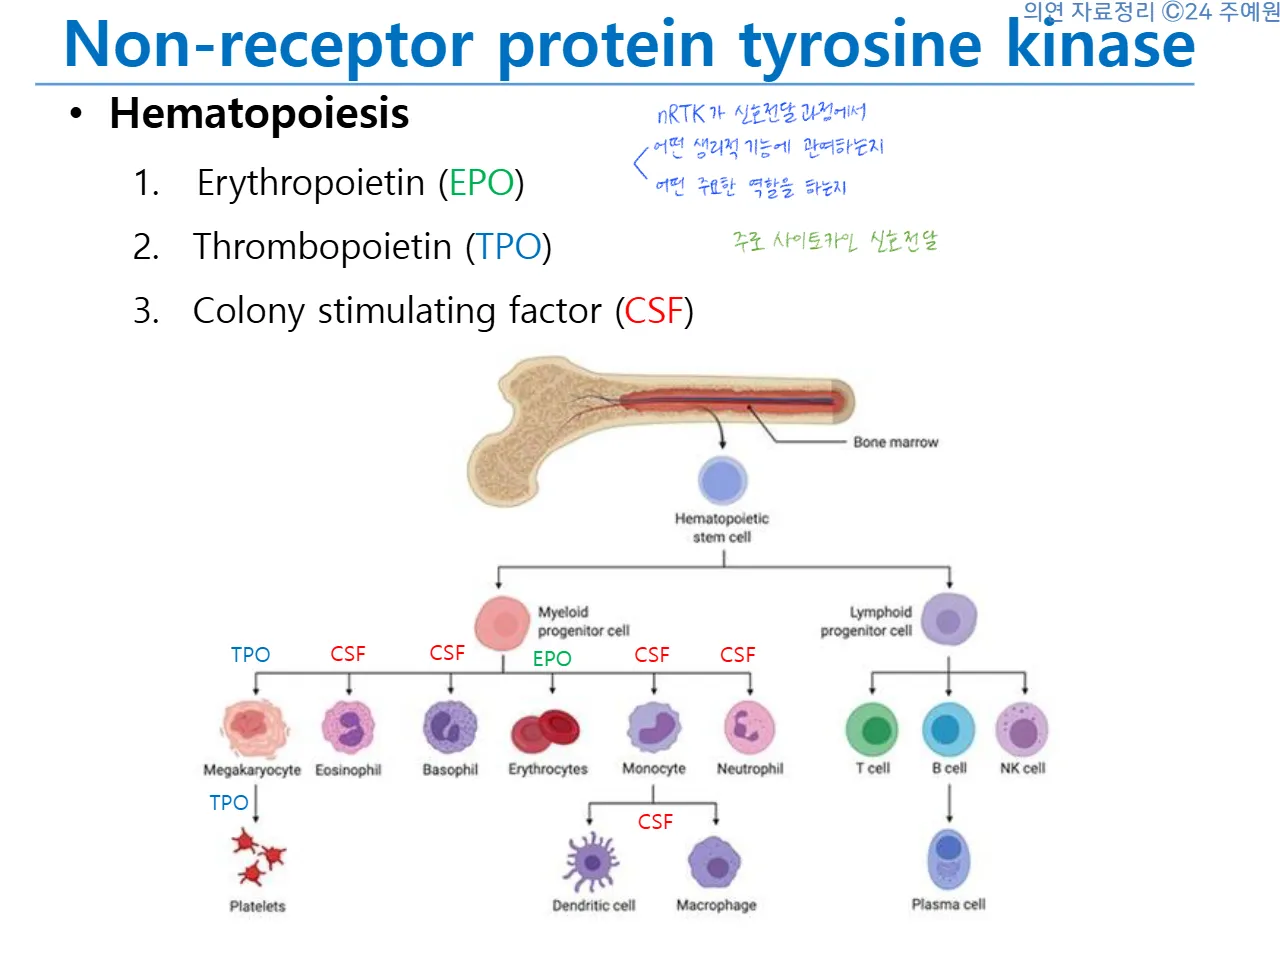 의연 자료정리 ©24 주예원
Non-receptor protein tyrosine kinase
• Hematopoiesis
nRTK가 신호전달 과정에서
어떤 생리적 기능에 관여하는지
어떤 주요한 역할을 하는지
1. Erythropoietin (EPO)
2. Thrombopoietin (TPO)
주로 사이토카인 신호전달
3. Colony stimulating factor (CSF)
Bone marrow
Hematopoietic
stem cell
Myeloid
progenitor cell
Lymphoid
progenitor cell
TPO CSF CSF EPO CSF CSF
Megakaryocyte Eosinophil Basophil Erythrocytes Monocyte Neutrophil T cell B cell NK cell
TPO
CSF
Platelets Dendritic cell Macrophage Plasma cell